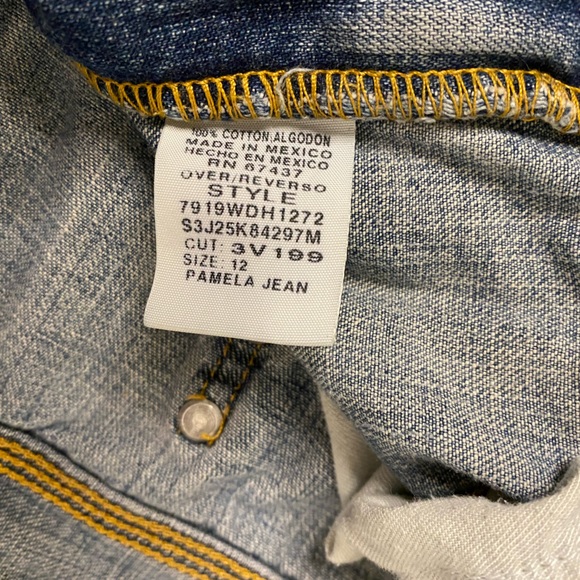 100% COTTON/ALGODON
MADE IN MEXICO
HECHO EN MEXICO
RN 67437
OVER/REVERSO
STYLE
7919WDH1272
S3J25K84297M
CUT: 3V199
SIZE: 12
PAMELA JEAN